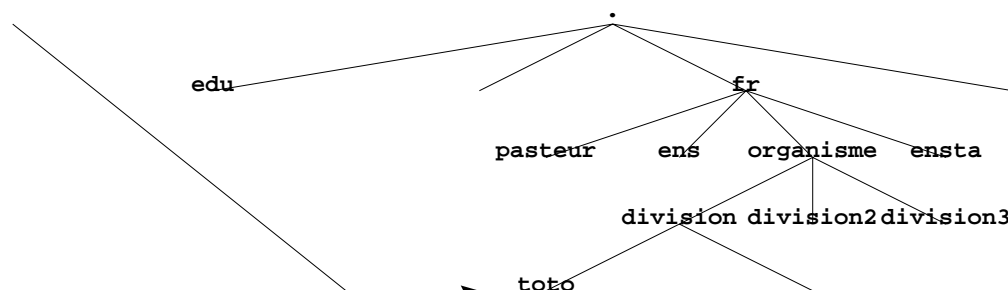 .
edu fr
pasteur ens organisme ensta
division division2 division3
toto